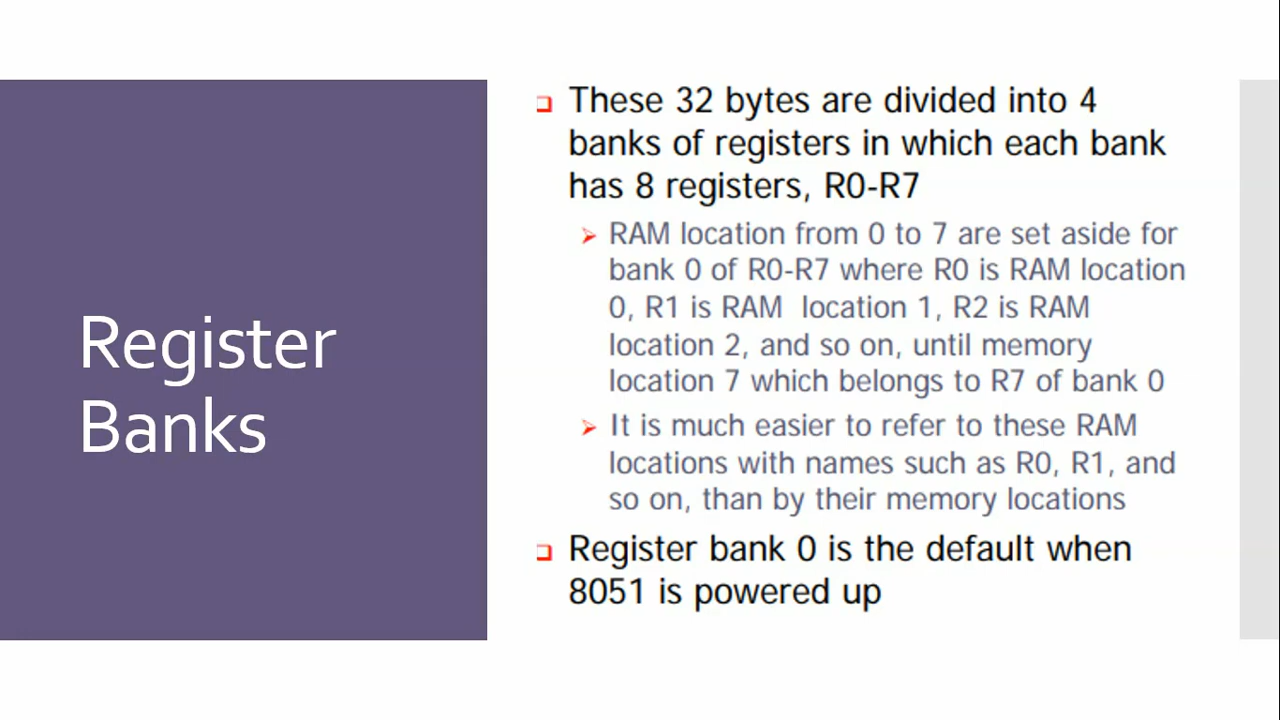 Register
Banks
These 32 bytes are divided into 4
banks of registers in which each bank
has 8 registers, R0-R7
RAM location from 0 to 7 are set aside for
bank 0 of R0-R7 where R0 is RAM location
0, R1 is RAM location 1, R2 is RAM
location 2, and so on, until memory
location 7 which belongs to R7 of bank 0
It is much easier to refer to these RAM
locations with names such as R0, R1, and
so on, than by their memory locations
Register bank 0 is the default when
8051 is powered up